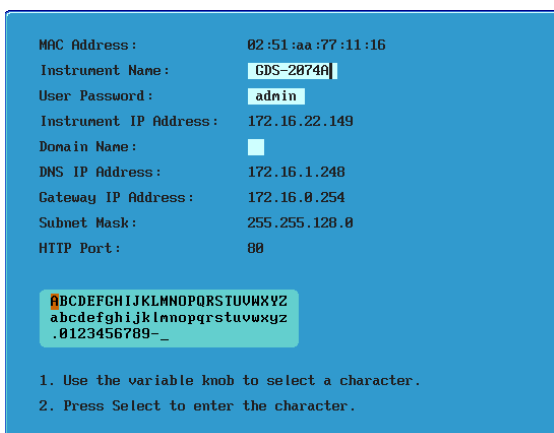 MAC Address: 02:51:aa:77:11:16
Instrument Name: GDS-2074A
User Password: admin
Instrument IP Address: 172.16.22.149
Domain Name:
DNS IP Address: 172.16.1.248
Gateway IP Address: 172.16.0.254
Subnet Mask: 255.255.128.0
HTTP Port: 80
ABCDEFGHIJKLMNOPQRSTUVWXYZ
abcdefghijklmnopqrstuvwxyz
.0123456789-_
1. Use the variable knob to select a character.
2. Press Select to enter the character.